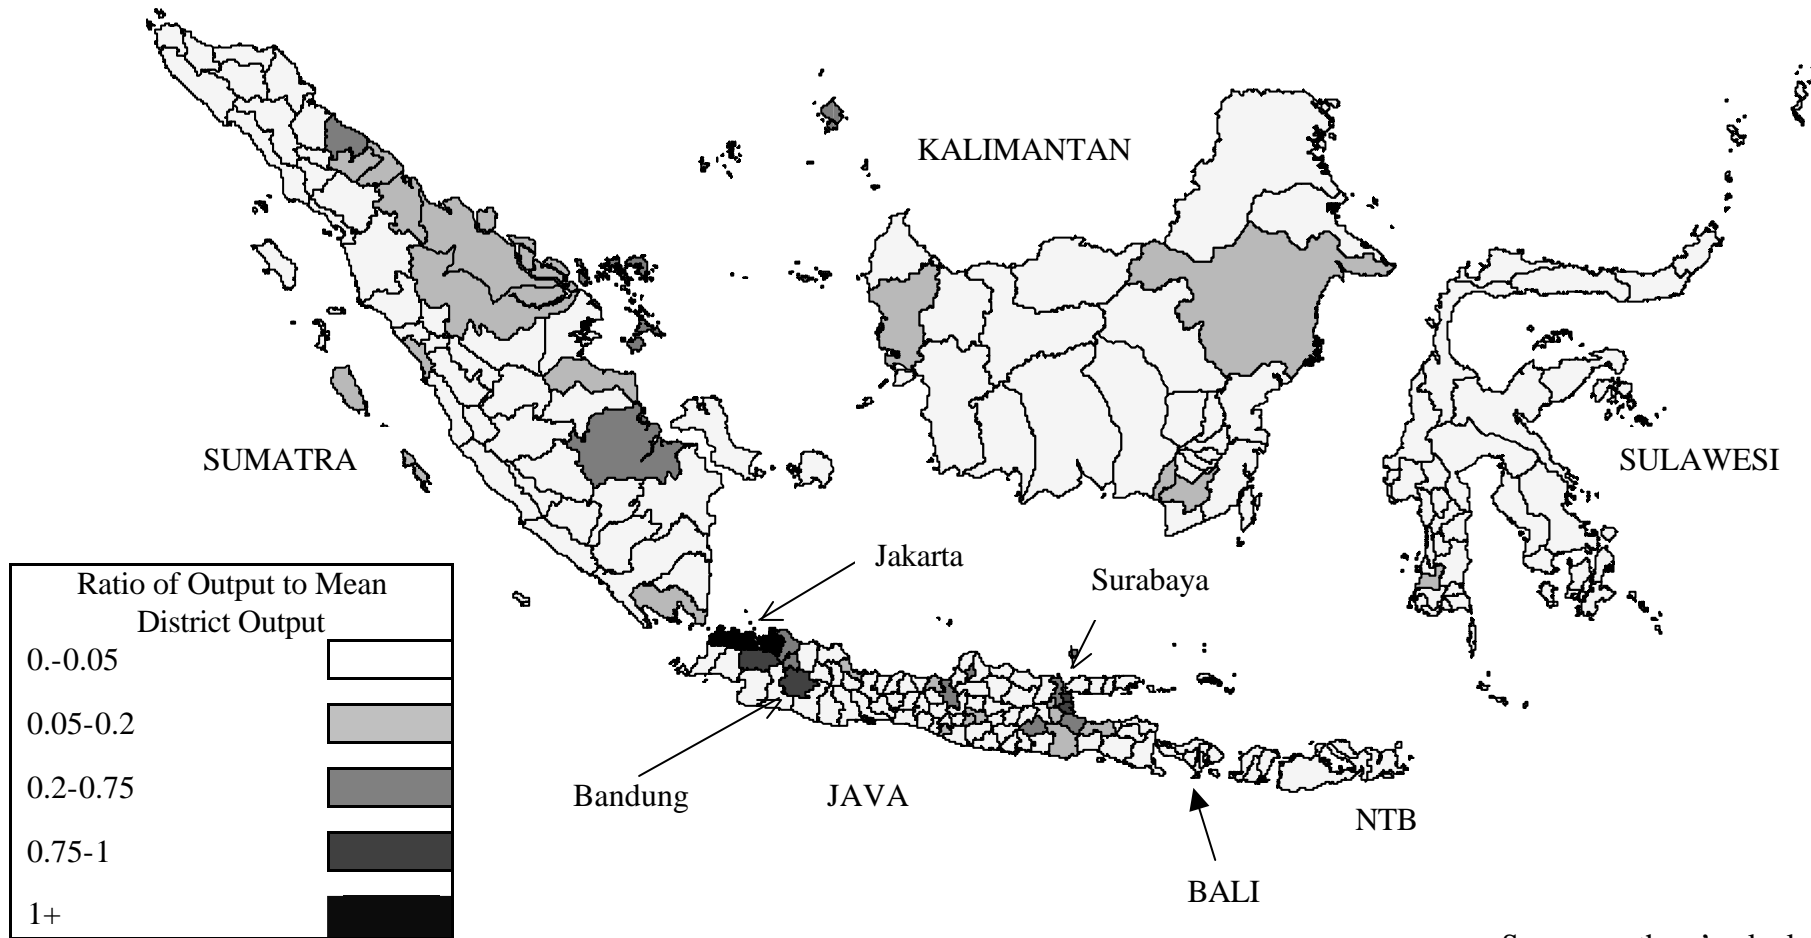 KALIMANTAN
SUMATRA
SULAWESI
Jakarta
Surabaya
Ratio of Output to Mean
District Output
0.-0.05
0.05-0.2
0.2-0.75
0.75-1
1+
Bandung
JAVA
NTB
BALI